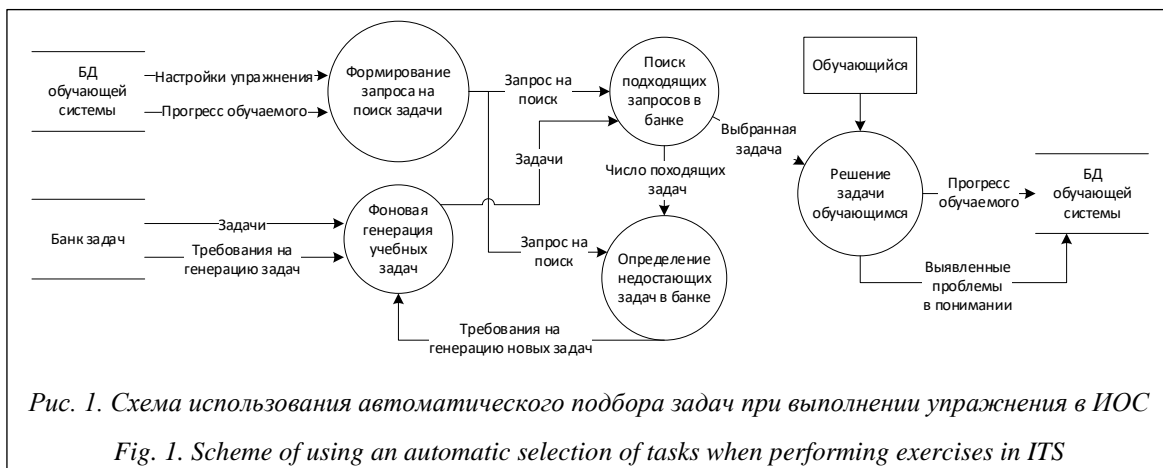 БД
обучающей
системы
Настройки упражнения
Прогресс обучаемого
Формирование
запроса на
поиск задачи
Запрос на
поиск
Поиск
подходящих
запросов в
банке
Обучающийся
Выбранная
задача
Задачи
Число походящих
задач
Решение
задачи
обучающимся
Прогресс
обучаемого
БД
обучающей
системы
Банк задач
Задачи
Требования на
генерацию задач
Фоновая
генерация
учебных
задач
Запрос на
поиск
Определение
недостающих
задач в банке
Выявленные
проблемы
в понимании
Требования на
генерацию новых задач
Рис. 1. Схема использования автоматического подбора задач при выполнении упражнения в ИОС
Fig. 1. Scheme of using an automatic selection of tasks when performing exercises in ITS